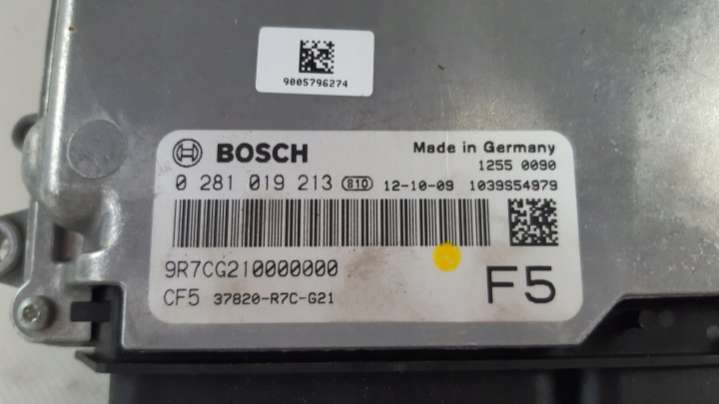 9005796274
BOSCH
Made in Germany
1255 0090
0 281 019 213 810 12-10-09 1039S54979
9R7CG210000000
CF5 37820-R7C-G21
F5